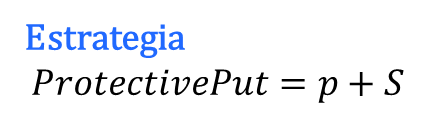 Estrategia
ProtectivePut = p + S